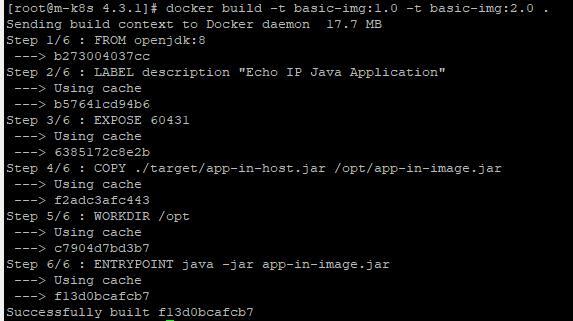 [root@m-k8s 4.3.1]# docker build -t basic-img:1.0 -t basic-img:2.0 .
Sending build context to Docker daemon  17.7 MB
Step 1/6 : FROM openjdk:8
 ---> b273004037cc
Step 2/6 : LABEL description "Echo IP Java Application"
 ---> Using cache
 ---> b57641cd94b6
Step 3/6 : EXPOSE 60431
 ---> Using cache
 ---> 6385172c8e2b
Step 4/6 : COPY ./target/app-in-host.jar /opt/app-in-image.jar
 ---> Using cache
 ---> f2adc3afc443
Step 5/6 : WORKDIR /opt
 ---> Using cache
 ---> c7904d7bd3b7
Step 6/6 : ENTRYPOINT java -jar app-in-image.jar
 ---> Using cache
 ---> f13d0bcafcb7
Successfully built f13d0bcafcb7